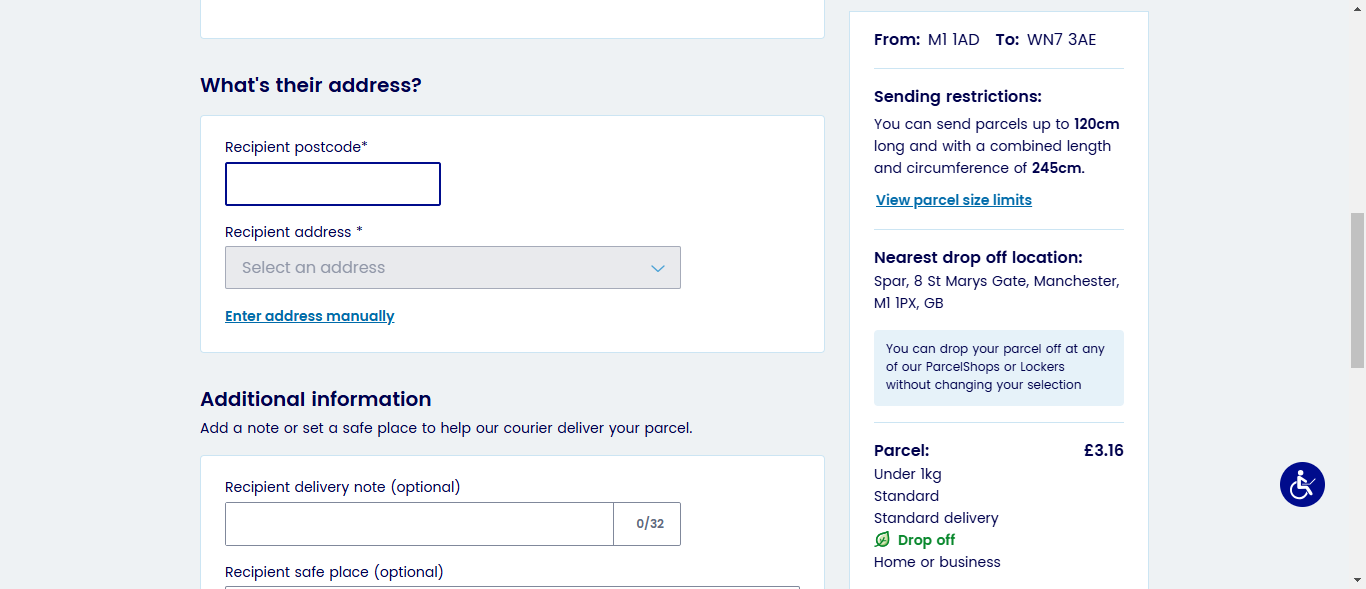 What's their address?
Recipient postcode*
Recipient address *
Select an address
Enter address manually
Additional information
Add a note or set a safe place to help our courier deliver your parcel.
Recipient delivery note (optional)
0/32
Recipient safe place (optional)
From: M1 1AD To: WN7 3AE
Sending restrictions:
You can send parcels up to 120cm
long and with a combined length
and circumference of 245cm.
View parcel size limits
Nearest drop off location:
Spar, 8 St Marys Gate, Manchester,
M1 1PX, GB
You can drop your parcel off at any
of our ParcelShops or Lockers
without changing your selection
Parcel: £3.16
Under 1kg
Standard
Standard delivery
Drop off
Home or business